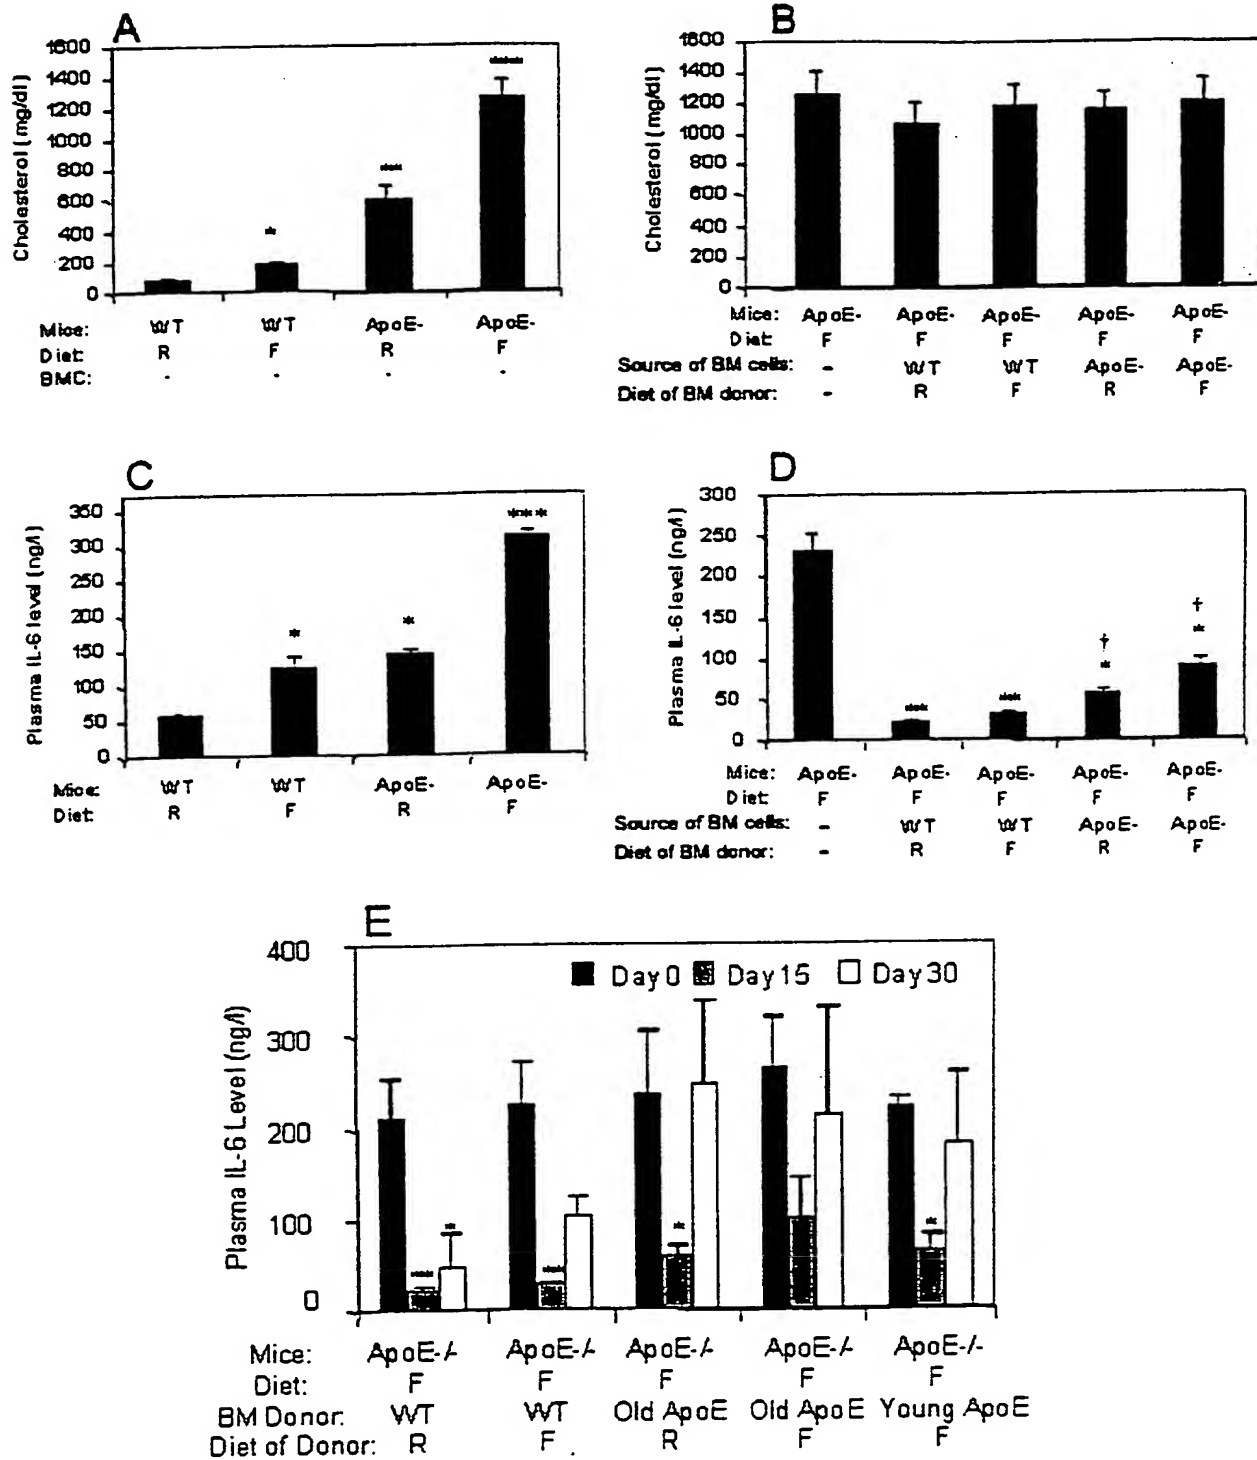 A
Cholesterol (mg/dl)
1600
1400
1200
1000
800
600
400
200
0
*
**
****
Mice: WT WT ApoE- ApoE-
Diet: R F R F
BMC: - - - -
B
Cholesterol (mg/dl)
1600
1400
1200
1000
800
600
400
200
0
Mice: ApoE- ApoE- ApoE- ApoE- ApoE-
Diet: F F F F F
Source of BM cells: - WT WT ApoE- ApoE-
Diet of BM donor: - R F R F
C
Plasma IL-6 level (ng/l)
350
300
250
200
150
100
50
0
* * ***
Mice: WT WT ApoE- ApoE-
Diet: R F R F
D
Plasma IL-6 level (ng/l)
300
250
200
150
100
50
0
** ** † * † *
Mice: ApoE- ApoE- ApoE- ApoE- ApoE-
Diet: F F F F F
Source of BM cells: - WT WT ApoE- ApoE-
Diet of BM donor: - R F R F
E
Plasma IL-6 Level (ng/l)
400
300
200
100
0
Day 0 Day 15 Day 30
** * ** * *
Mice: ApoE-/- ApoE-/- ApoE-/- ApoE-/- ApoE-/-
Diet: F F F F F
BM Donor: WT WT Old ApoE Old ApoE Young ApoE
Diet of Donor: R F R F F